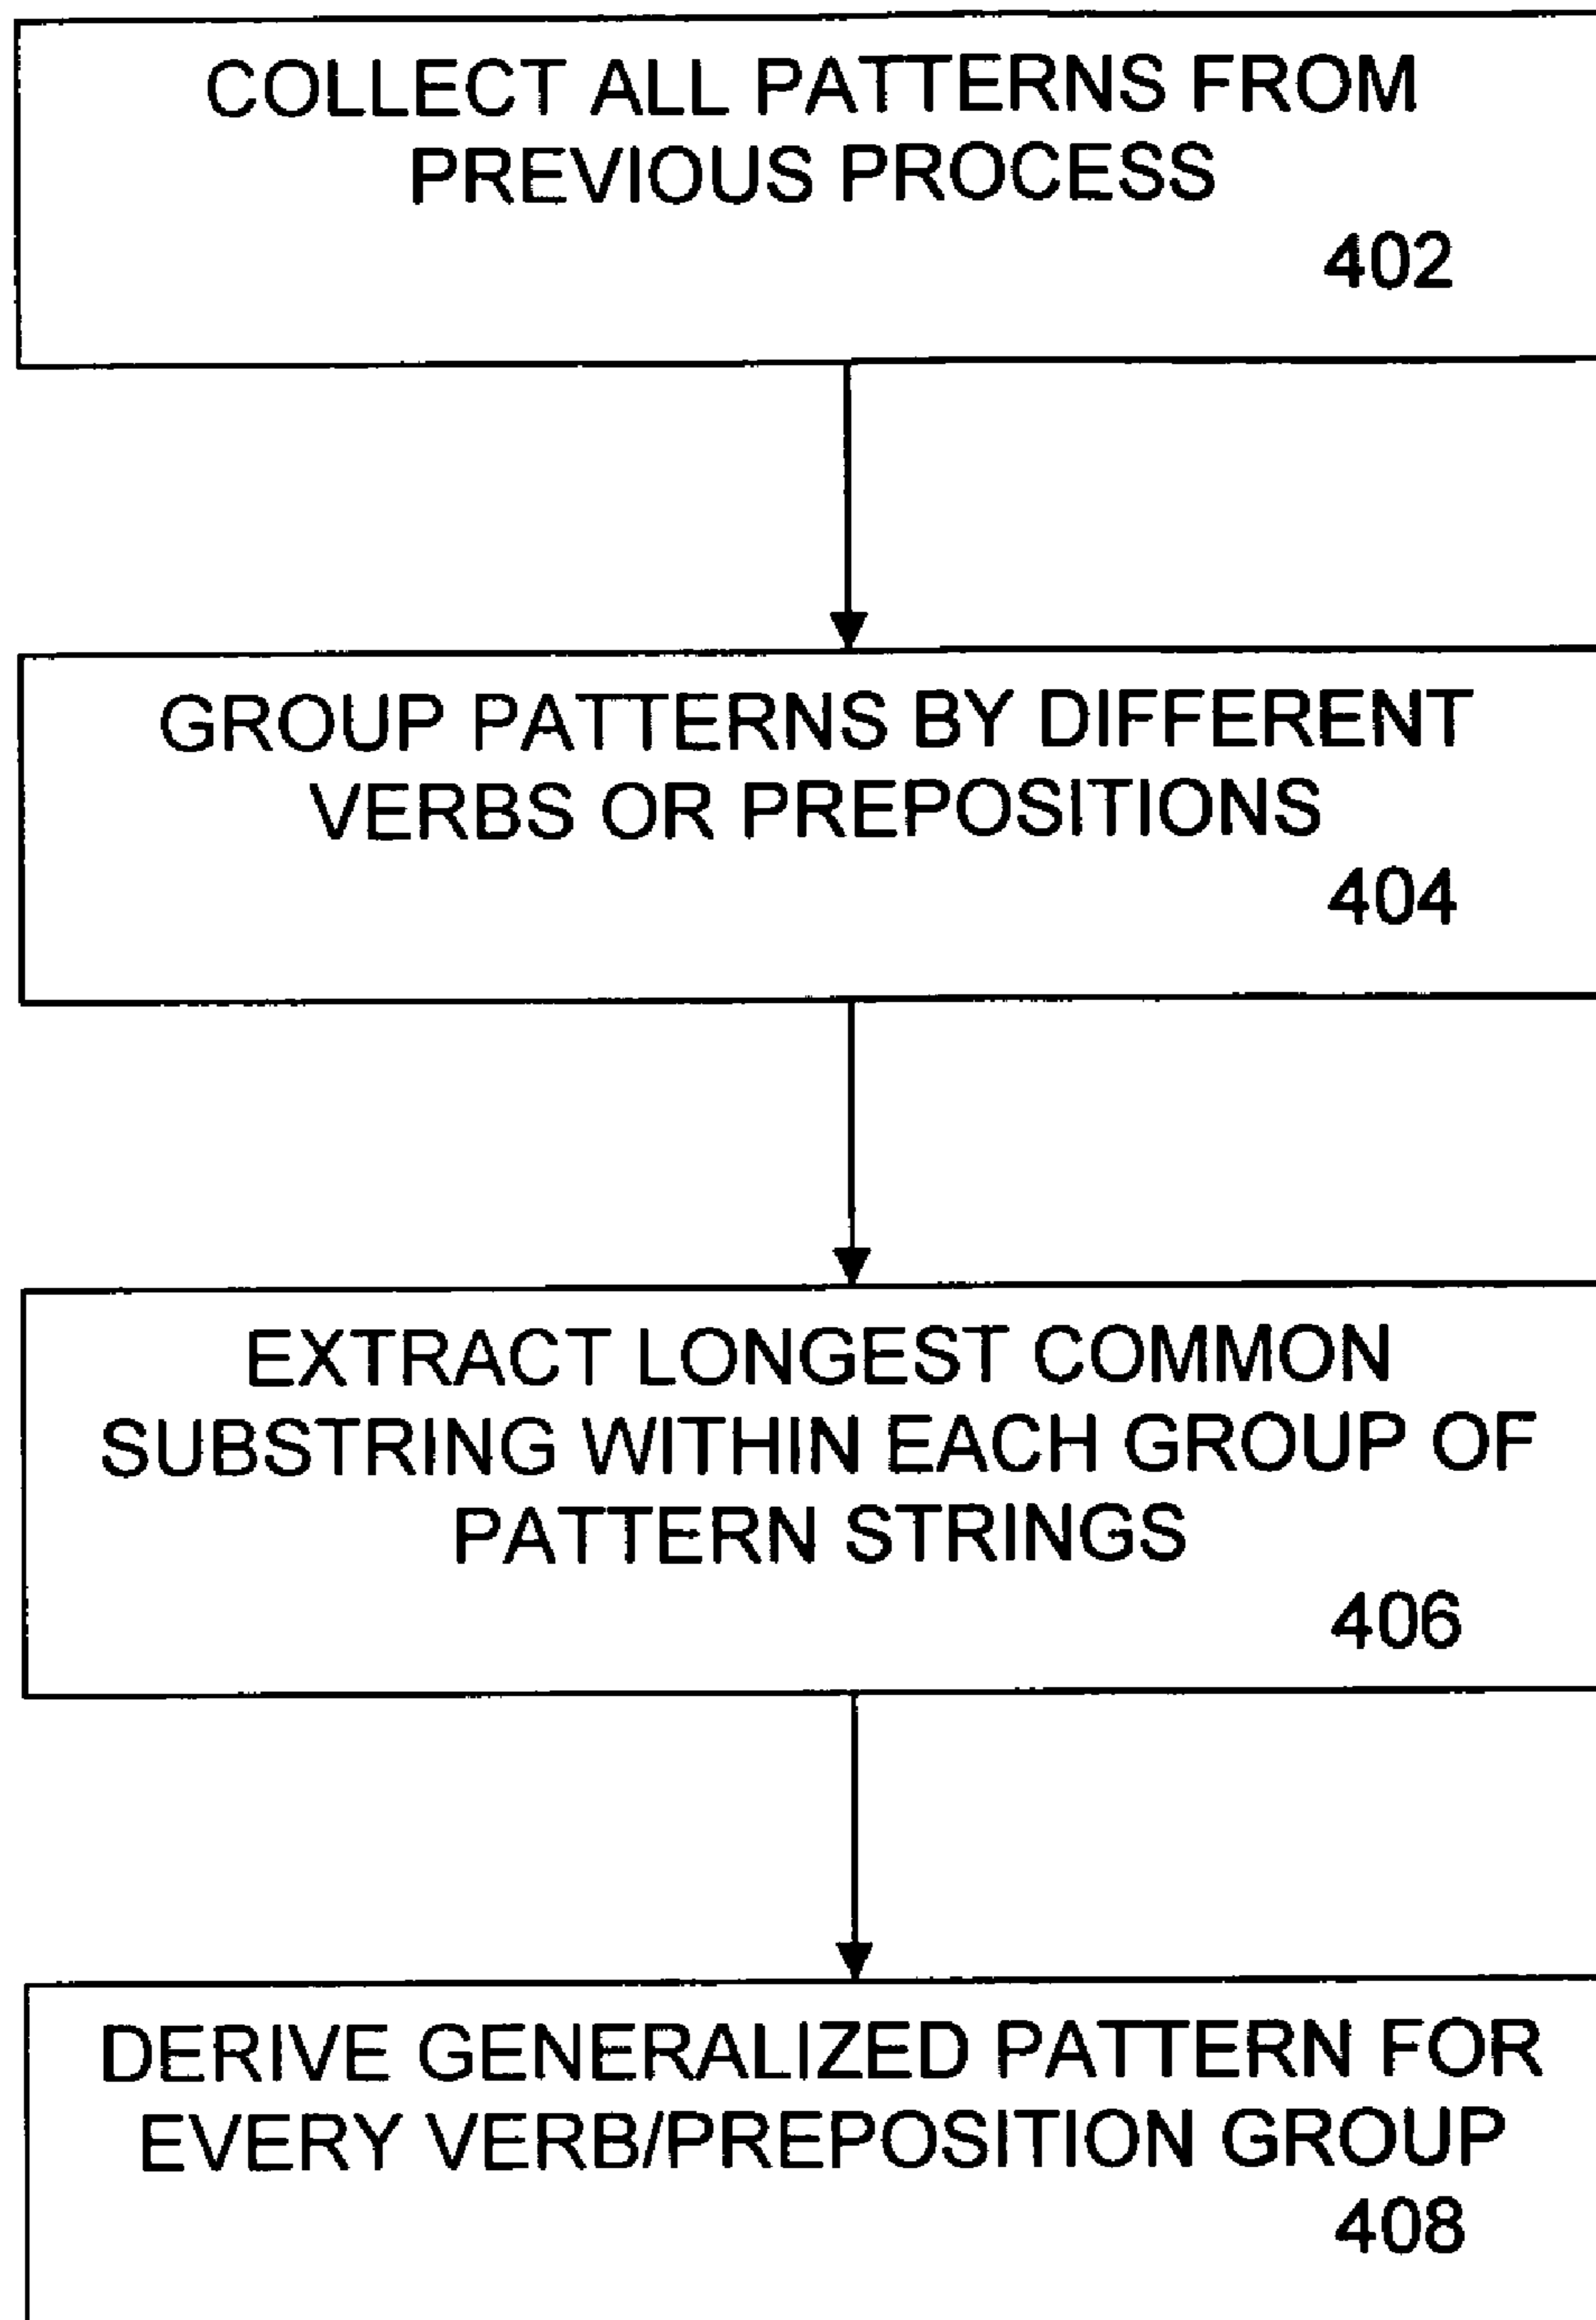 COLLECT ALL PATTERNS FROM
PREVIOUS PROCESS
402
GROUP PATTERNS BY DIFFERENT
VERBS OR PREPOSITIONS
404
EXTRACT LONGEST COMMON
SUBSTRING WITHIN EACH GROUP OF
PATTERN STRINGS
406
DERIVE GENERALIZED PATTERN FOR
EVERY VERB/PREPOSITION GROUP
408